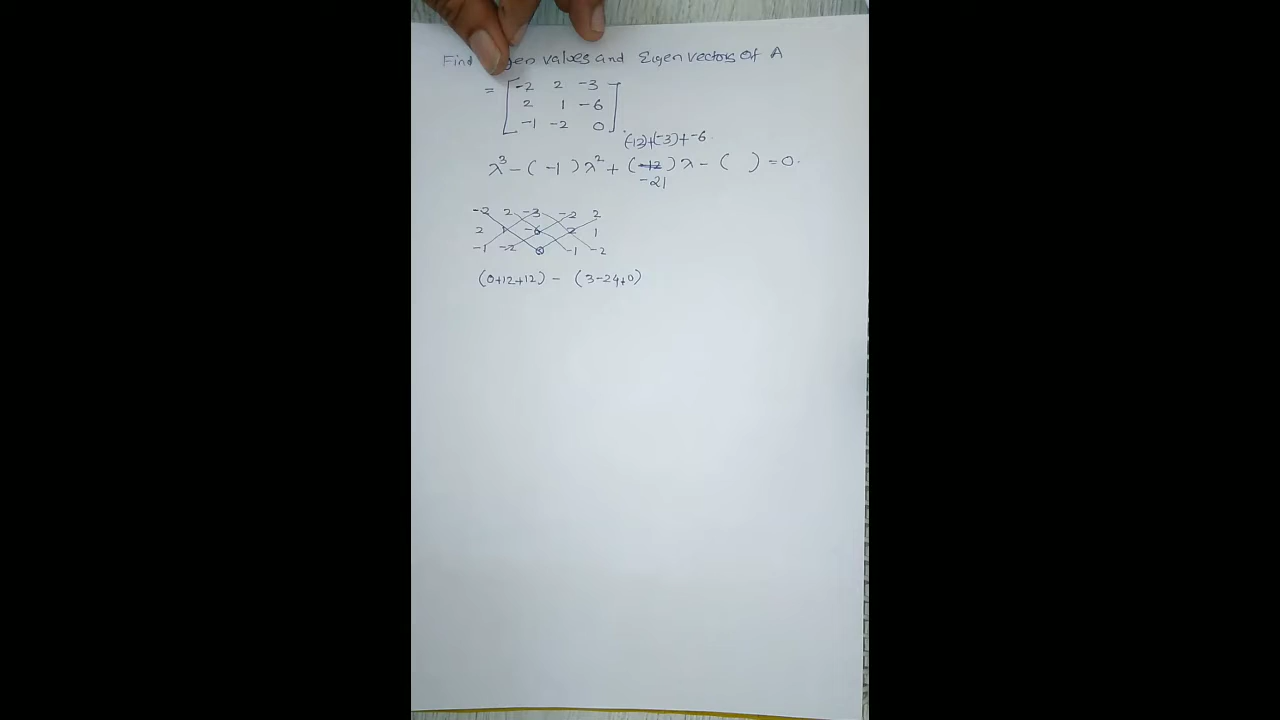 Find Eigen values and Eigen vectors of A
= [ -2 2 -3
2 1 -6
-1 -2 0 ].
(-12)+(-3)+-6
λ³ - ( -1 ) λ² + ( -12 ) λ - ( ) = 0.
-21
-2 2 -3 -2 2
2 1 -6 2 1
-1 -2 0 -1 -2
(0+12+12) - (3-24+0)